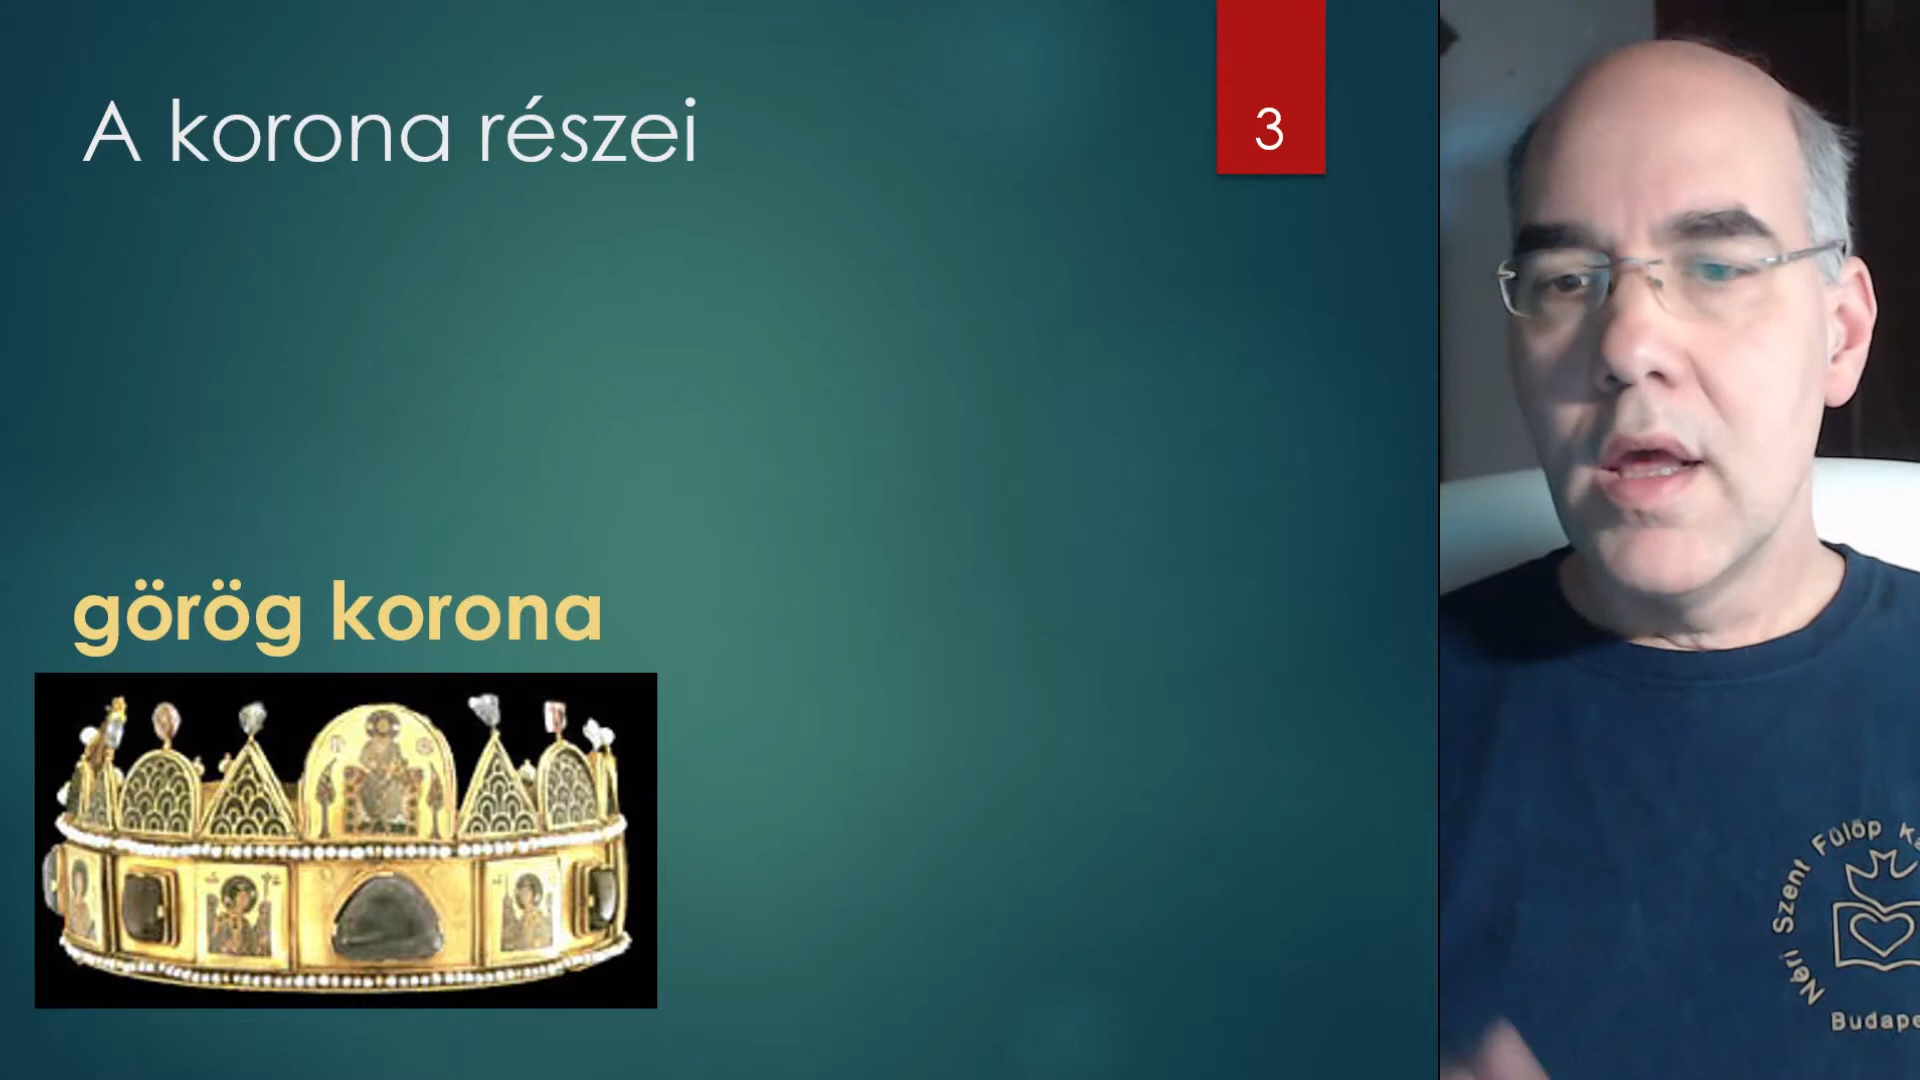 A korona részei
3
görög korona
Néri Szent Fülöp
Budape